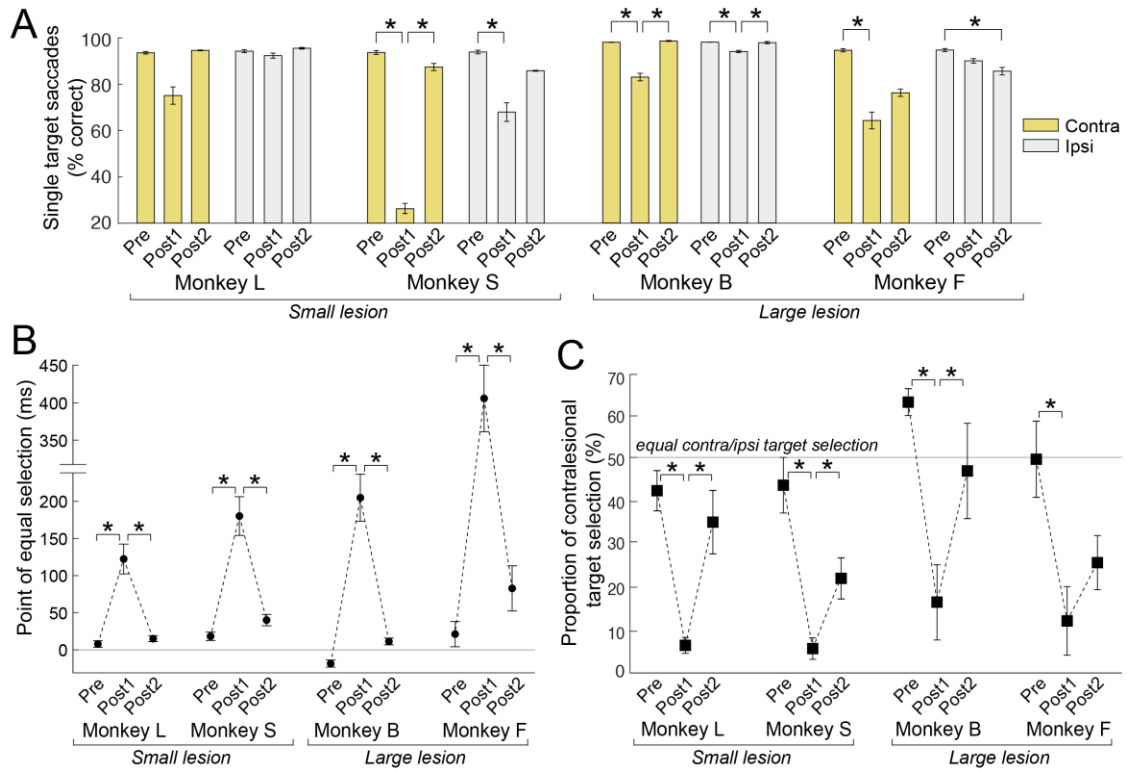 A
Single target saccades
(% correct)
100
80
60
40
20
* * * * * * * * *
Contra
Ipsi
Pre Post1 Post2 Pre Post1 Post2 Pre Post1 Post2 Pre Post1 Post2 Pre Post1 Post2 Pre Post1 Post2 Pre Post1 Post2 Pre Post1 Post2
Monkey L Monkey S Monkey B Monkey F
Small lesion Large lesion
B
Point of equal selection (ms)
450
400
200
150
100
50
0
* * * * * * * *
Pre Post1 Post2 Pre Post1 Post2 Pre Post1 Post2 Pre Post1 Post2
Monkey L Monkey S Monkey B Monkey F
Small lesion Large lesion
C
Proportion of contralesional
target selection (%)
70
60
50
40
30
20
10
0
equal contra/ipsi target selection
* * * * * * *
Pre Post1 Post2 Pre Post1 Post2 Pre Post1 Post2 Pre Post1 Post2
Monkey L Monkey S Monkey B Monkey F
Small lesion Large lesion